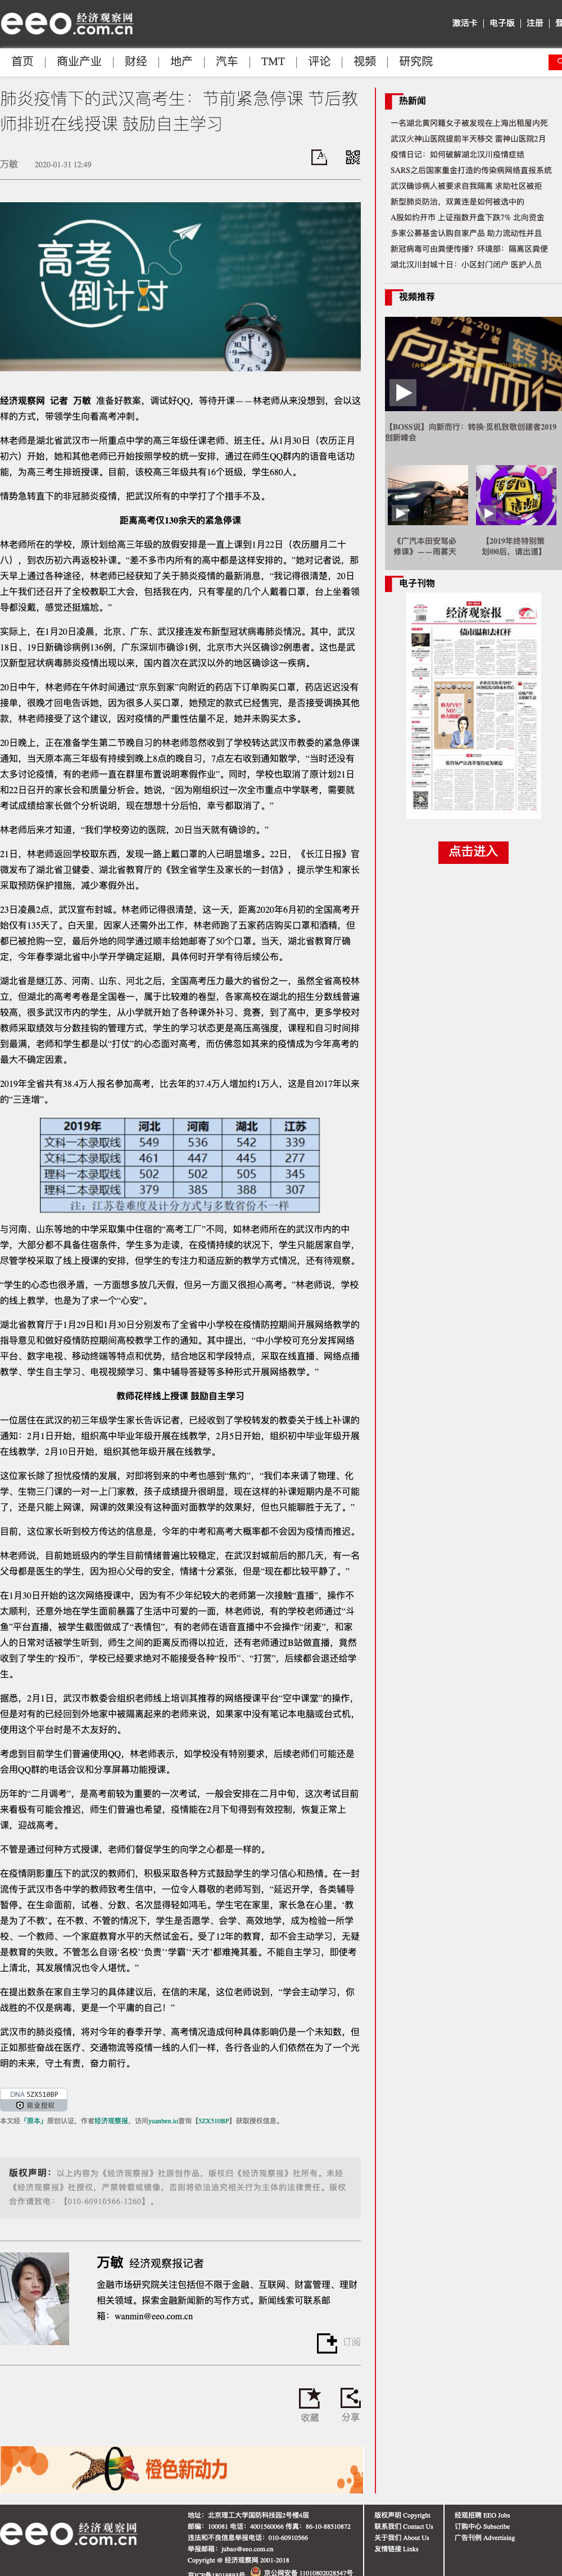 eeo 经济观察网
.com.cn
激活卡 | 电子版 | 注册 |
首页 | 商业产业 | 财经 | 地产 | 汽车 | TMT | 评论 | 视频 | 研究院
肺炎疫情下的武汉高考生：节前紧急停课 节后教
师排班在线授课 鼓励自主学习
万敏 2020-01-31 12:49
高考
倒计时
经济观察网 记者 万敏 准备好教案，调试好QQ，等待开课——林老师从来没想到，会以这
样的方式，带领学生向着高考冲刺。
林老师是湖北省武汉市一所重点中学的高三年级任课老师、班主任。从1月30日（农历正月
初六）开始，她和其他老师已开始按照学校的统一安排，通过在师生QQ群内的语音电话功
能，为高三考生排班授课。目前，该校高三年级共有16个班级，学生680人。
情势急转直下的非冠肺炎疫情，把武汉所有的中学打了个措手不及。
距离高考仅130余天的紧急停课
林老师所在的学校，原计划给高三年级的放假安排是一直上课到1月22日（农历腊月二十
八），到农历初六再返校补课。“差不多市内所有的高中都是这样安排的。”她对记者说，那
天早上通过各种途径，林老师已经获知了关于肺炎疫情的最新消息，“我记得很清楚，20日
上午我们还召开了全校教职工大会，包括我在内，只有零星的几个人戴着口罩，台上坐着领
导都没戴，感觉还挺尴尬。”
实际上，在1月20日凌晨，北京、广东、武汉接连发布新型冠状病毒肺炎情况。其中，武汉
18日、19日新确诊病例136例，广东深圳市确诊1例，北京市大兴区确诊2例患者。这也是武
汉新型冠状病毒肺炎疫情出现以来，国内首次在武汉以外的地区确诊这一疾病。
20日中午，林老师在午休时间通过“京东到家”向附近的药店下订单购买口罩，药店迟迟没有
接单，很晚才回电告诉她，因为很多人买口罩，她预定的款式已经售完，是否接受调换其他
款，林老师接受了这个建议，因对疫情的严重性估量不足，她并未购买太多。
20日晚上，正在准备学生第二节晚自习的林老师忽然收到了学校转达武汉市教委的紧急停课
通知，当天原本高三年级有持续到晚上8点的晚自习，7点左右收到通知散学，“当时还没有
太多讨论疫情，有的老师一直在群里布置说明寒假作业”。同时，学校也取消了原计划21日
和22日召开的家长会和质量分析会。她说，“因为刚组织过一次全市重点中学联考，需要就
考试成绩给家长做个分析说明，现在想想十分后怕，幸亏都取消了。”
林老师后来才知道，“我们学校旁边的医院，20日当天就有确诊的。”
21日，林老师返回学校取东西，发现一路上戴口罩的人已明显增多。22日，《长江日报》官
微发布了湖北省卫健委、湖北省教育厅的《致全省学生及家长的一封信》，提示学生和家长
采取预防保护措施，减少寒假外出。
23日凌晨2点，武汉宣布封城。林老师记得很清楚，这一天，距离2020年6月初的全国高考开
始仅有135天了。白天里，因家人还需外出工作，林老师跑了五家药店购买口罩和酒精，但
都已被抢购一空，最后外地的同学通过顺丰给她邮寄了50个口罩。当天，湖北省教育厅确
定，今年春季湖北省中小学开学确定延期，具体何时开学有待后续公布。
湖北省是继江苏、河南、山东、河北之后，全国高考压力最大的省份之一，虽然全省高校林
立，但湖北的高考考卷是全国卷一，属于比较难的卷型，各家高校在湖北的招生分数线普遍
较高，很多武汉市内的学生，从小学就开始了各种课外补习、竞赛，到了高中，更多学校对
教师采取绩效与分数挂钩的管理方式，学生的学习状态更是高压高强度，课程和自习时间排
到最满，老师和学生都是以“打仗”的心态面对高考，而仿佛忽如其来的疫情成为今年高考的
最大不确定因素。
2019年全省共有38.4万人报名参加高考，比去年的37.4万人增加约1万人，这是自2017年以来
的“三连增”。
2019年 河北 河南 湖北 江苏
文科一本录取线 549 536 542 339
文科二本录取线 461 447 445 277
理科一本录取线 502 502 505 345
理科二本录取线 379 385 388 307
注：江苏卷难度及计分方式与多数省份不一样
与河南、山东等地的中学采取集中住宿的“高考工厂”不同，如林老师所在的武汉市内的中
学，大部分都不具备住宿条件，学生多为走读，在疫情持续的状况下，学生只能居家自学，
尽管学校采取了线上授课的安排，但学生的专注力和适应新的教学方式情况，还有待观察。
“学生的心态也很矛盾，一方面想多放几天假，但另一方面又很担心高考。”林老师说，学校
的线上教学，也是为了求一个“心安”。
湖北省教育厅于1月29日和1月30日分别发布了全省中小学校在疫情防控期间开展网络教学的
指导意见和做好疫情防控期间高校教学工作的通知。其中提出，“中小学校可充分发挥网络
平台、数字电视、移动终端等特点和优势，结合地区和学段特点，采取在线直播、网络点播
教学、学生自主学习、电视视频学习、集中辅导答疑等多种形式开展网络教学。”
教师花样线上授课 鼓励自主学习
一位居住在武汉的初三年级学生家长告诉记者，已经收到了学校转发的教委关于线上补课的
通知：2月1日开始，组织高中毕业年级开展在线教学，2月5日开始，组织初中毕业年级开展
在线教学，2月10日开始，组织其他年级开展在线教学。
这位家长除了担忧疫情的发展，对即将到来的中考也感到“焦灼”，“我们本来请了物理、化
学、生物三门课的一对一上门家教，孩子成绩提升很明显，现在这样的补课短期内是不可能
了，还是只能上网课，网课的效果没有这种面对面教学的效果好，但也只能聊胜于无了。”
目前，这位家长听到校方传达的信息是，今年的中考和高考大概率都不会因为疫情而推迟。
林老师说，目前她班级内的学生目前情绪普遍比较稳定，在武汉封城前后的那几天，有一名
父母都是医生的学生，因为担心父母的安全，情绪十分紧张，但是“现在都比较平静了。”
在1月30日开始的这次网络授课中，因为有不少年纪较大的老师第一次接触“直播”，操作不
太顺利，还意外地在学生面前暴露了生活中可爱的一面，林老师说，有的学校老师通过“斗
鱼”平台直播，被学生截图做成了“表情包”，有的老师在语音直播中不会操作“闭麦”，和家
人的日常对话被学生听到，师生之间的距离反而得以拉近，还有老师通过B站做直播，竟然
收到了学生的“投币”，学校已经要求绝对不能接受各种“投币”、“打赏”，后续都会退还给学
生。
据悉，2月1日，武汉市教委会组织老师线上培训其推荐的网络授课平台“空中课堂”的操作，
但是对有的已经回到外地家中被隔离起来的老师来说，如果家中没有笔记本电脑或台式机，
使用这个平台时是不太友好的。
考虑到目前学生们普遍使用QQ，林老师表示，如学校没有特别要求，后续老师们可能还是
会用QQ群的电话会议和分享屏幕功能授课。
历年的“二月调考”，是高考前较为重要的一次考试，一般会安排在二月中旬，这次考试目前
来看极有可能会推迟，师生们普遍也希望，疫情能在2月下旬得到有效控制，恢复正常上
课，迎战高考。
不管是通过何种方式授课，老师们督促学生的向学之心都是一样的。
在疫情阴影重压下的武汉的教师们，积极采取各种方式鼓励学生的学习信心和热情。在一封
流传于武汉市各中学的教师致考生信中，一位令人尊敬的老师写到，“延迟开学，各类辅导
暂停。在生命面前，试卷、分数、名次显得轻如鸿毛。学生宅在家里，家长急在心里。‘教
是为了不教’。在不教、不管的情况下，学生是否愿学、会学、高效地学，成为检验一所学
校、一个教师、一个家庭教育水平的天然试金石。受了12年的教育，却不会主动学习，无疑
是教育的失败。不管怎么自诩‘名校’‘负责’‘学霸’‘天才’都难掩其羞。不能自主学习，即使考
上清北，其发展情况也令人堪忧。”
在提出数条在家自主学习的具体建议后，在信的末尾，这位老师说到，“学会主动学习，你
战胜的不仅是病毒，更是一个平庸的自己！”
武汉市的肺炎疫情，将对今年的春季开学、高考情况造成何种具体影响仍是一个未知数，但
正如那些奋战在医疗、交通物流等疫情一线的人们一样，各行各业的人们依然在为了一个光
明的未来，守土有责，奋力前行。
DNA 5ZX510BP
商业授权
本文经「原本」原创认证，作者经济观察报，访问yuanben.io查询【5ZX510BP】获取授权信息。
版权声明：以上内容为《经济观察报》社原创作品，版权归《经济观察报》社所有。未经
《经济观察报》社授权，严禁转载或镜像，否则将依法追究相关行为主体的法律责任。版权
合作请致电：【010-60910566-1260】。
万敏 经济观察报记者
金融市场研究院关注包括但不限于金融、互联网、财富管理、理财
相关领域。探索金融新闻新的写作方式。新闻线索可联系邮
箱：wanmin@eeo.com.cn
订阅
收藏 分享
橙色新动力
热新闻
一名湖北黄冈籍女子被发现在上海出租屋内死
武汉火神山医院提前半天移交 雷神山医院2月
疫情日记：如何破解湖北汉川疫情症结
SARS之后国家重金打造的传染病网络直报系统
武汉确诊病人被要求自我隔离 求助社区被拒
新型肺炎防治，双黄连是如何被选中的
A股如约开市 上证指数开盘下跌7% 北向资金
多家公募基金认购自家产品 助力流动性并且
新冠病毒可由粪便传播？环境部：隔离区粪便
湖北汉川封城十日：小区封门闭户 医护人员
视频推荐
【BOSS说】向新而行：转换·觅机致敬创建者2019
创新峰会
《广汽本田安驾必
修课》——雨雾天
【2019年终特别策
划|00后，请出道】
电子刊物
经济观察报
债市温和去杠杆
点击进入
eeo 经济观察网
.com.cn
地址：北京理工大学国防科技园2号楼4层
邮编：100081 电话：4001560066 传真：86-10-88510872
违法和不良信息举报电话：010-60910566
举报邮箱：jubao@eeo.com.cn
Copyright @ 经济观察网 2001-2018
京ICP备18019893号 京公网安备 11010802028547号
版权声明 Copyright
联系我们 Contact Us
关于我们 About Us
友情链接 Links
经观招聘 EEO Jobs
订购中心 Subscribe
广告刊例 Advertising